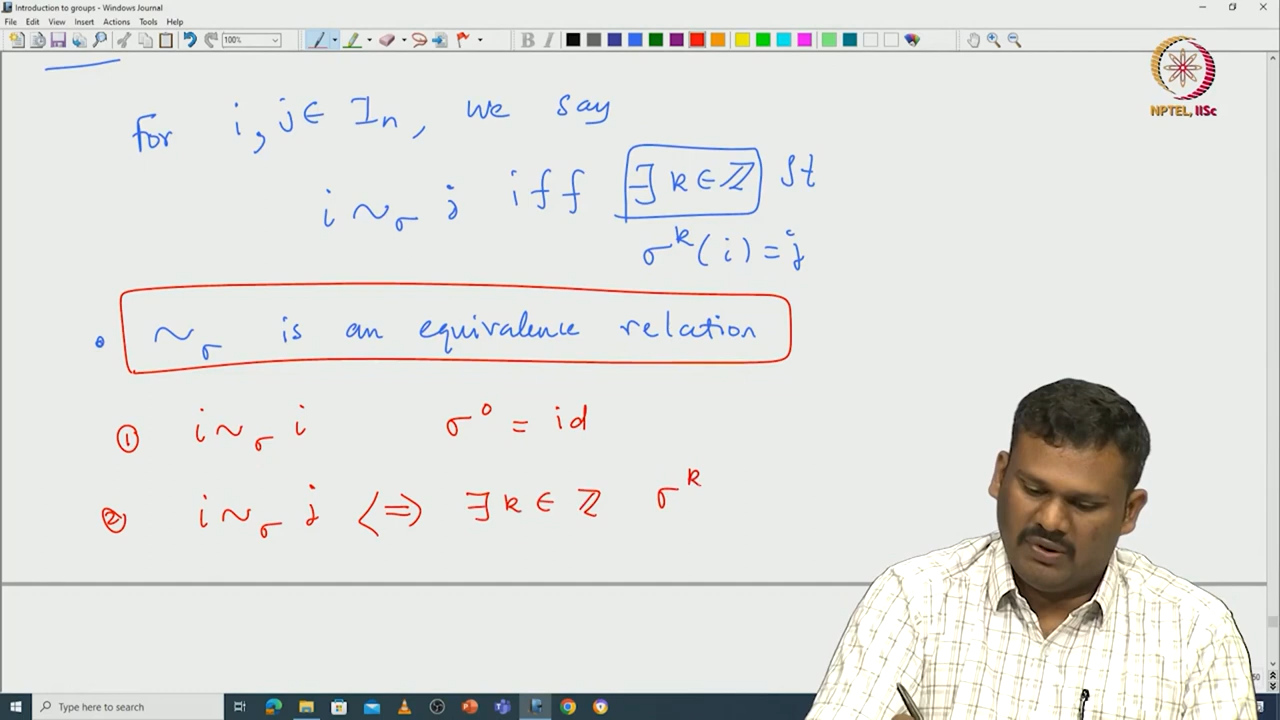 Introduction to groups - Windows Journal
File Edit View Insert Actions Tools Help
100%
B I
NPTEL, IISc
For i, j ∈ I_n, we say
i ~_σ j iff ∃ k ∈ ℤ st
σ^k(i) = j
• ~_σ is an equivalence relation
① i ~_σ i σ^0 = id
② i ~_σ j <=> ∃ k ∈ ℤ σ^k
Type here to search